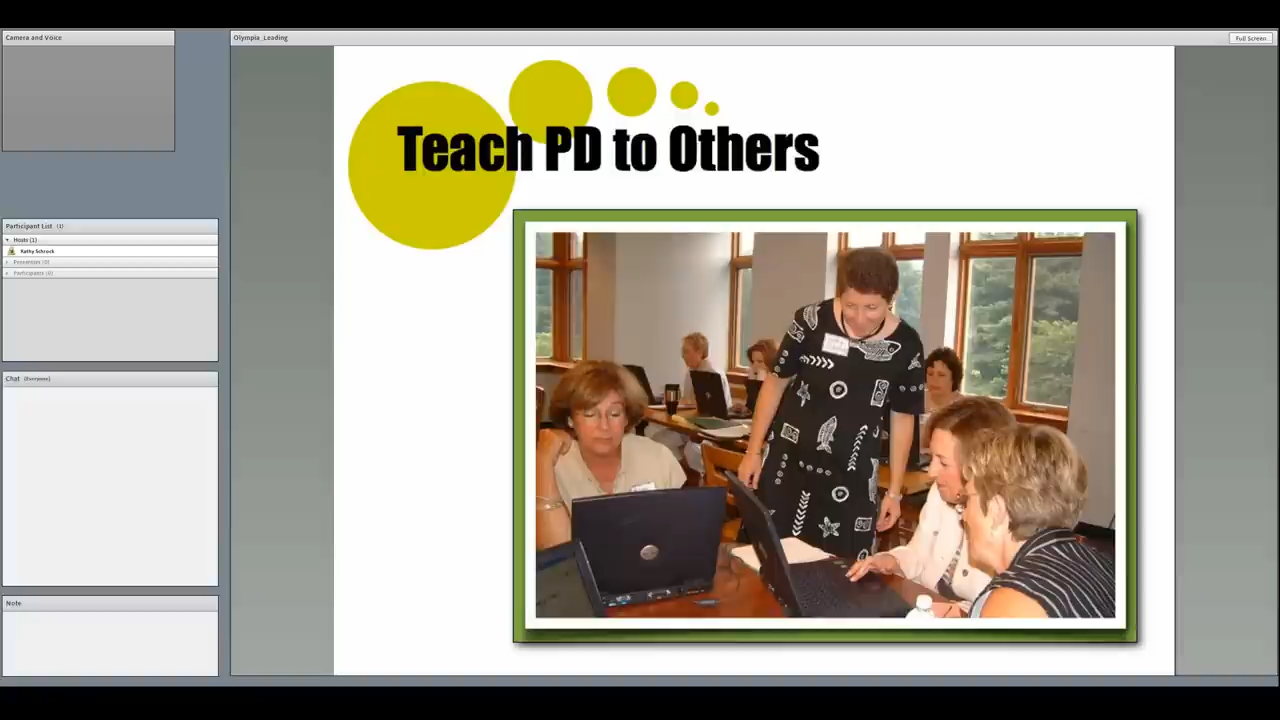 Camera and Voice
Olympia_Leading
Full Screen
Teach PD to Others
Participant List (1)
Hosts (1)
Kathy Schrock
Presenters (0)
Participants (0)
Chat (Everyone)
Note